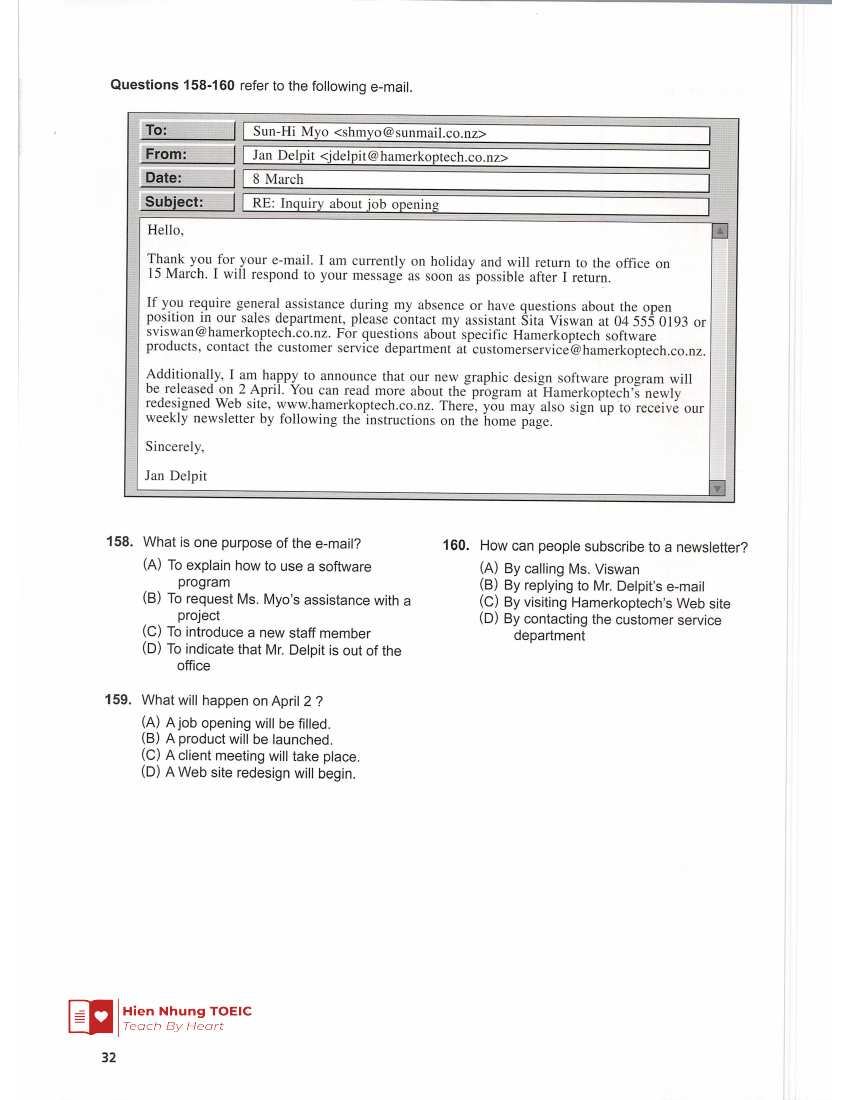 Questions 158-160 refer to the following e-mail.
To: Sun-Hi Myo <shmyo@sunmail.co.nz>
From: Jan Delpit <jdelpit@hamerkoptech.co.nz>
Date: 8 March
Subject: RE: Inquiry about job opening
Hello,
Thank you for your e-mail. I am currently on holiday and will return to the office on
15 March. I will respond to your message as soon as possible after I return.
If you require general assistance during my absence or have questions about the open
position in our sales department, please contact my assistant Sita Viswan at 04 555 0193 or
sviswan@hamerkoptech.co.nz. For questions about specific Hamerkoptech software
products, contact the customer service department at customerservice@hamerkoptech.co.nz.
Additionally, I am happy to announce that our new graphic design software program will
be released on 2 April. You can read more about the program at Hamerkoptech's newly
redesigned Web site, www.hamerkoptech.co.nz. There, you may also sign up to receive our
weekly newsletter by following the instructions on the home page.
Sincerely,
Jan Delpit
158. What is one purpose of the e-mail?
(A) To explain how to use a software
program
(B) To request Ms. Myo's assistance with a
project
(C) To introduce a new staff member
(D) To indicate that Mr. Delpit is out of the
office
159. What will happen on April 2 ?
(A) A job opening will be filled.
(B) A product will be launched.
(C) A client meeting will take place.
(D) A Web site redesign will begin.
160. How can people subscribe to a newsletter?
(A) By calling Ms. Viswan
(B) By replying to Mr. Delpit's e-mail
(C) By visiting Hamerkoptech's Web site
(D) By contacting the customer service
department
Hien Nhung TOEIC
Teach By Heart
32